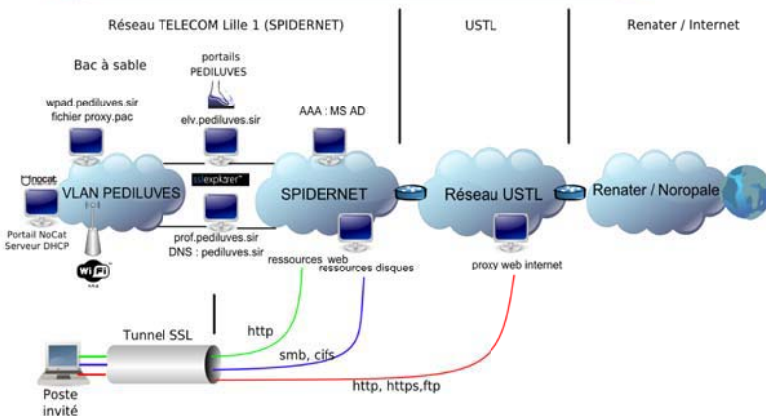 Réseau TELECOM Lille 1 (SPIDERNET)
USTL
Renater / Internet
Bac à sable
portails
PEDILUVES
wpad.pediluves.sir
fichier proxy.pac
elv.pediluves.sir
AAA : MS AD
nocat
sslexplorer
VLAN PEDILUVES
SPIDERNET
Réseau USTL
Renater / Noropale
Portail NoCat
Serveur DHCP
Wi Fi
prof.pediluves.sir
DNS : pediluves.sir
ressources web
ressources disques
proxy web internet
Tunnel SSL
http
smb, cifs
http, https,ftp
Poste
invité